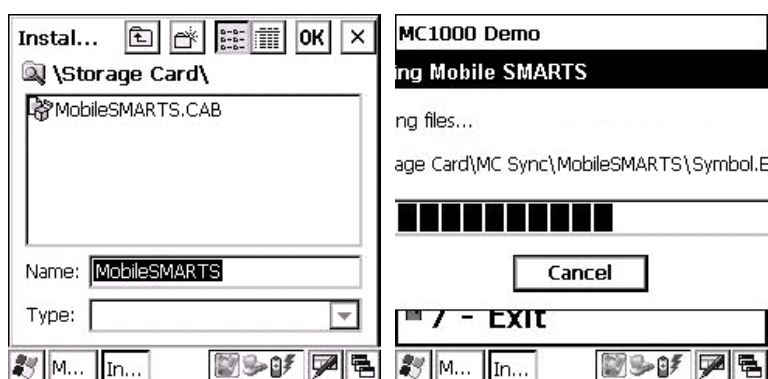 Instal... OK ×
\Storage Card\
MobileSMARTS.CAB
Name: MobileSMARTS
Type:
M... In...
MC1000 Demo
ng Mobile SMARTS
ng files...
age Card\MC Sync\MobileSMARTS\Symbol.E
Cancel
7 - Exit
M... In...